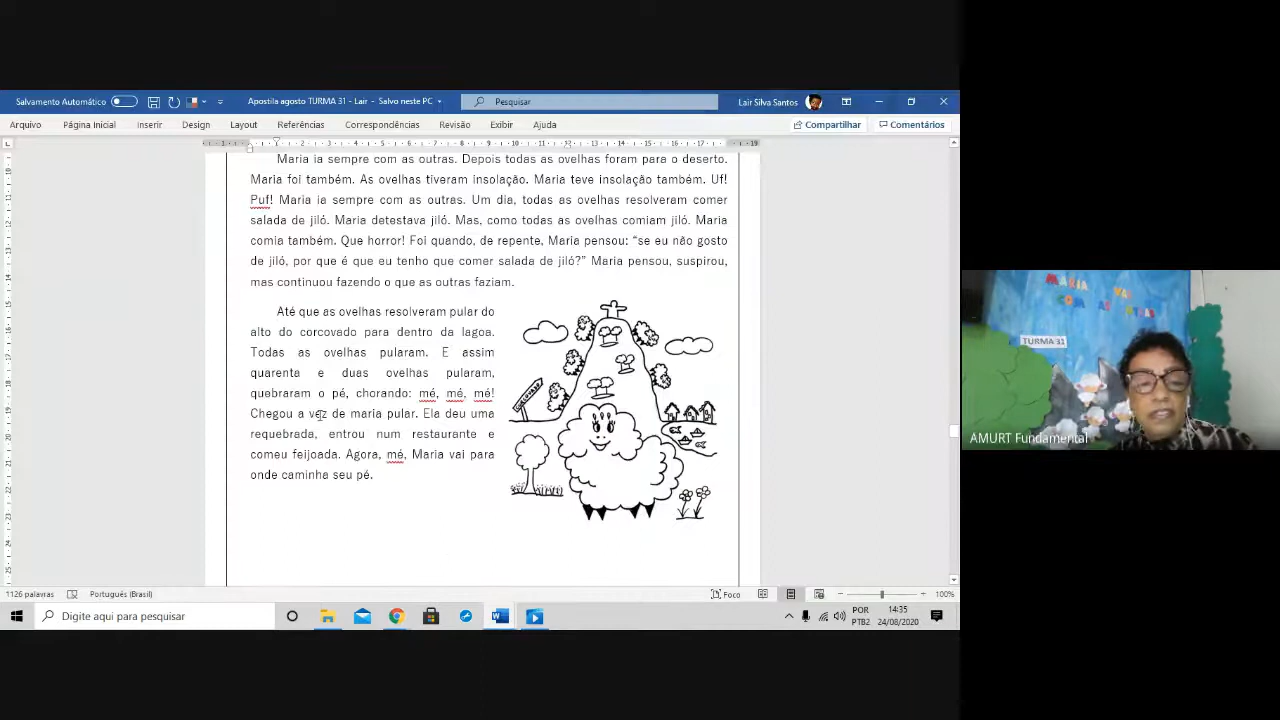 Salvamento Automático
Apostila agosto TURMA 31 - Lair - Salvo neste PC
Pesquisar
Lair Silva Santos
Arquivo Página Inicial Inserir Design Layout Referências Correspondências Revisão Exibir Ajuda
Compartilhar Comentários
Maria ia sempre com as outras. Depois todas as ovelhas foram para o deserto.
Maria foi também. As ovelhas tiveram insolação. Maria teve insolação também. Uf!
Puf! Maria ia sempre com as outras. Um dia, todas as ovelhas resolveram comer
salada de jiló. Maria detestava jiló. Mas, como todas as ovelhas comiam jiló. Maria
comia também. Que horror! Foi quando, de repente, Maria pensou: “se eu não gosto
de jiló, por que é que eu tenho que comer salada de jiló?” Maria pensou, suspirou,
mas continuou fazendo o que as outras faziam.
Até que as ovelhas resolveram pular do
alto do corcovado para dentro da lagoa.
Todas as ovelhas pularam. E assim
quarenta e duas ovelhas pularam,
quebraram o pé, chorando: mé, mé, mé!
Chegou a vez de maria pular. Ela deu uma
requebrada, entrou num restaurante e
comeu feijoada. Agora, mé, Maria vai para
onde caminha seu pé.
CORCOVADO
MARIA VAI
COM AS OUTRAS
TURMA 31
AMURT Fundamental
1126 palavras Português (Brasil)
Foco
100%
Digite aqui para pesquisar
POR
PTB2
14:35
24/08/2020